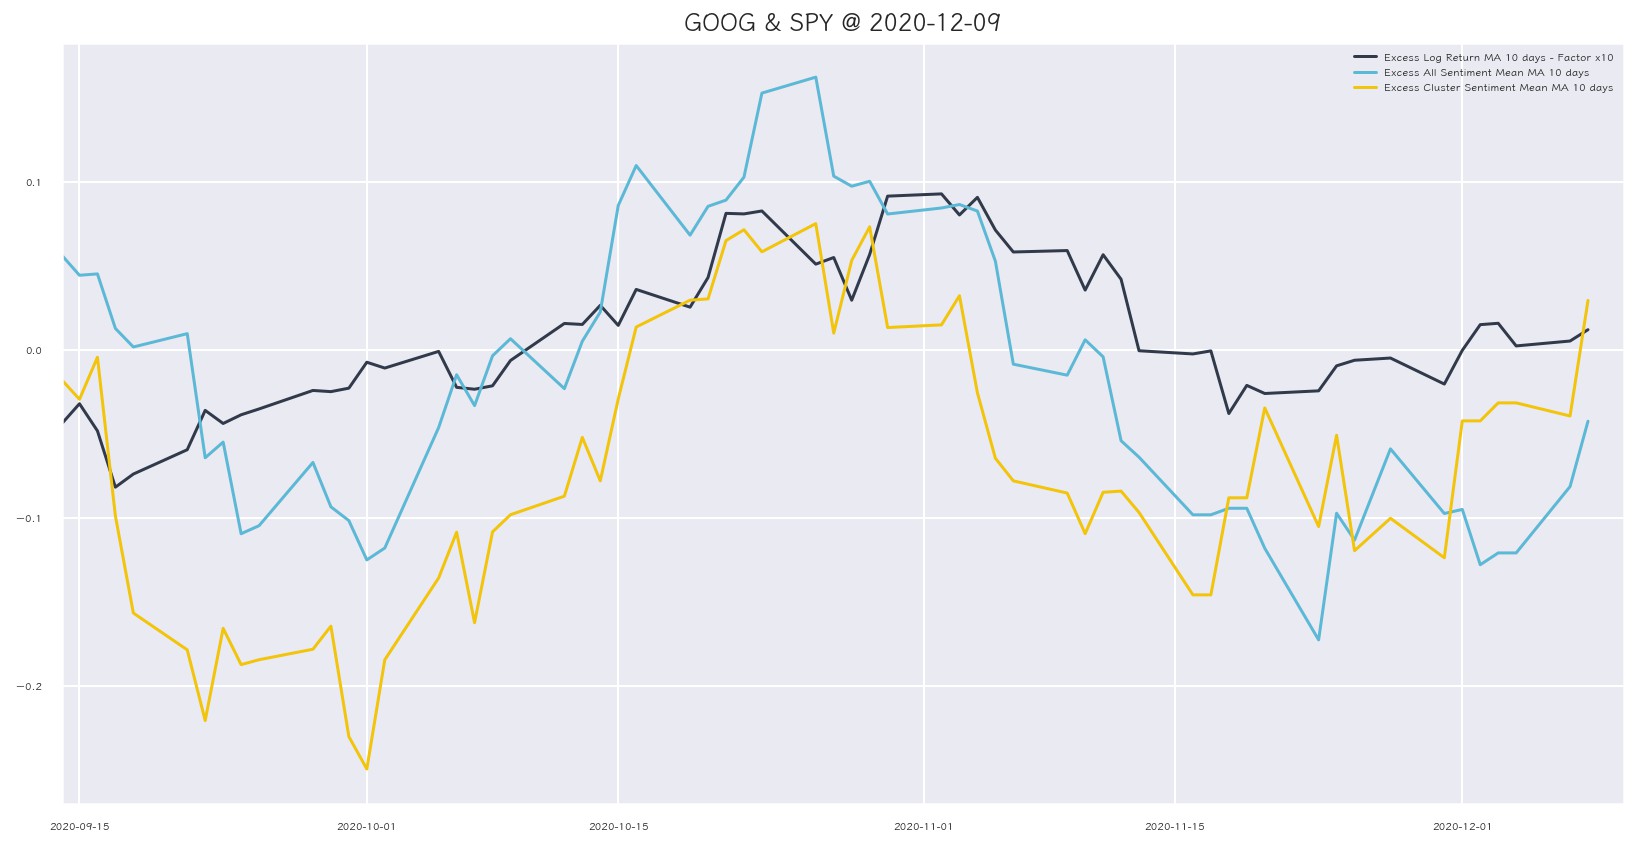 GOOG & SPY @ 2020-12-09
Excess Log Return MA 10 days - Factor x10
Excess All Sentiment Mean MA 10 days
Excess Cluster Sentiment Mean MA 10 days
0.1
0.0
−0.1
−0.2
2020-09-15
2020-10-01
2020-10-15
2020-11-01
2020-11-15
2020-12-01